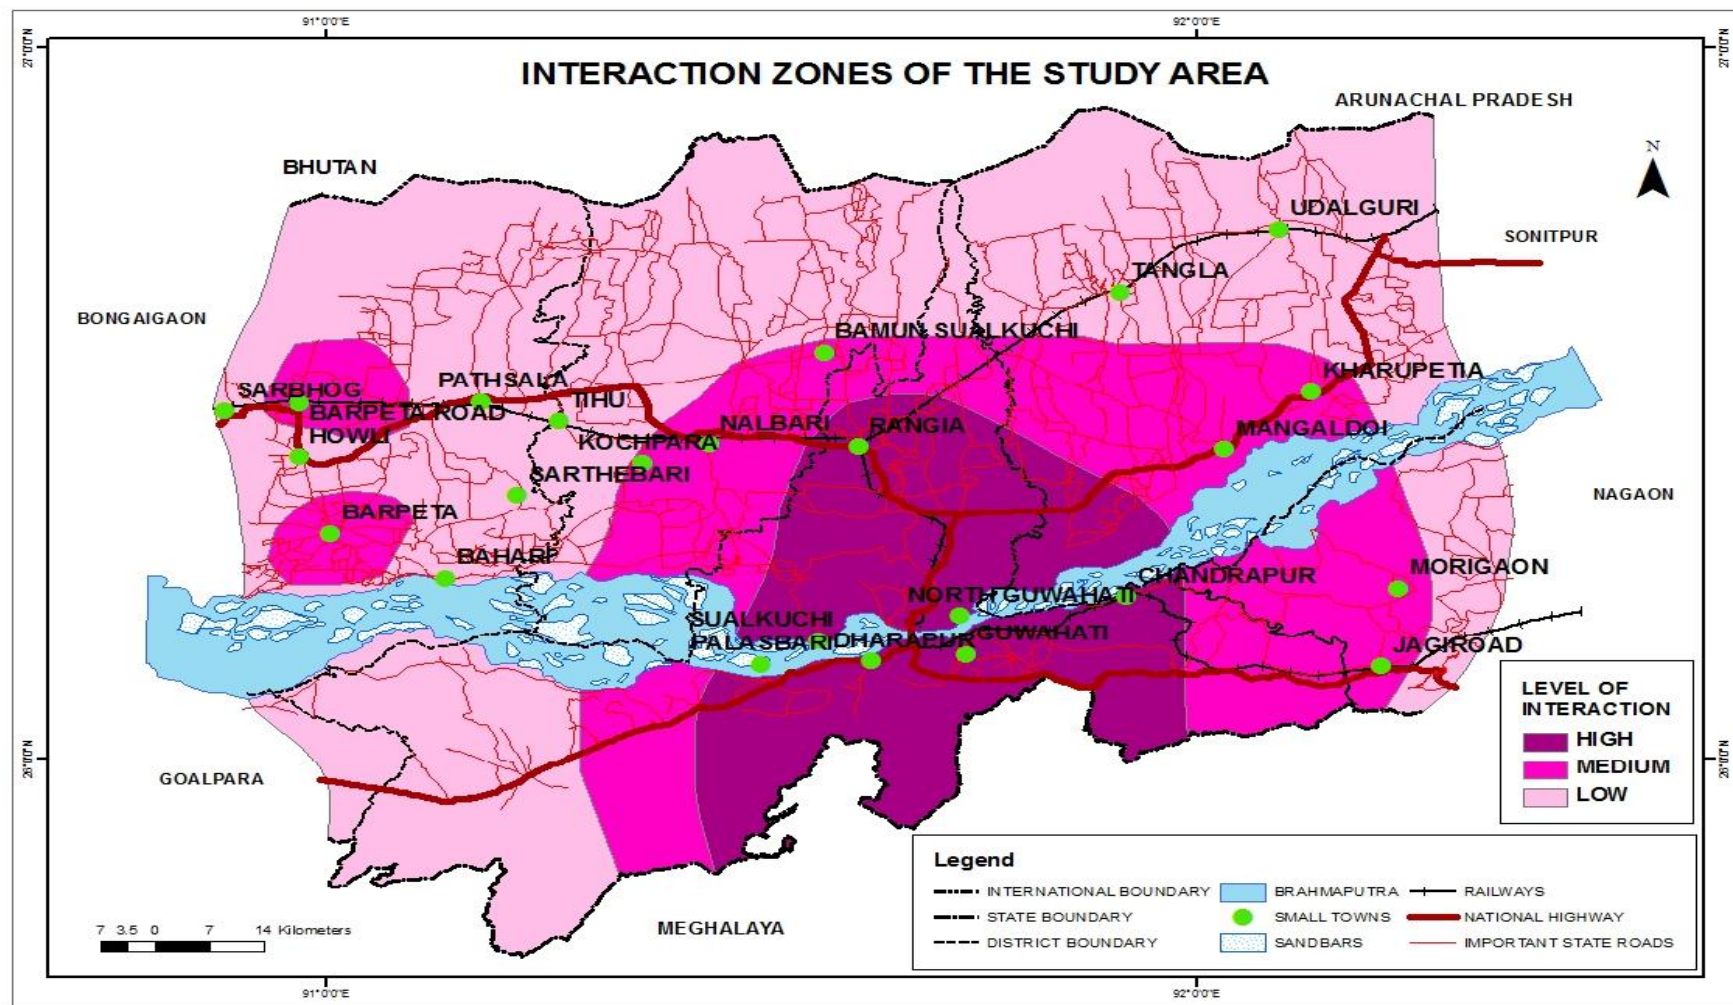 91°0'0"E 92°0'0"E
27°0'0"N 27°0'0"N
INTERACTION ZONES OF THE STUDY AREA
ARUNACHAL PRADESH
BHUTAN
N
UDALGURI
SONITPUR
TANGLA
BONGAIGAON
BAMUN SUALKUCHI
KHARUPETIA
SARBHOG
PATHSALA
TIHU
BARPETA ROAD
NALBARI
RANGIA
MANGALDOI
HOWLI
KOCHPARA
SARTHEBARI
NAGAON
BARPETA
BAHARI
MORIGAON
CHANDRAPUR
NORTH GUWAHATI
SUALKUCHI
GUWAHATI
PALASBARI
DHARAPUR
JAGIROAD
LEVEL OF
INTERACTION
HIGH
MEDIUM
LOW
26°0'0"N 26°0'0"N
GOALPARA
MEGHALAYA
Legend
INTERNATIONAL BOUNDARY BRAHMAPUTRA RAILWAYS
STATE BOUNDARY SMALL TOWNS NATIONAL HIGHWAY
DISTRICT BOUNDARY SANDBARS IMPORTANT STATE ROADS
7 3.5 0 7 14 Kilometers
91°0'0"E 92°0'0"E